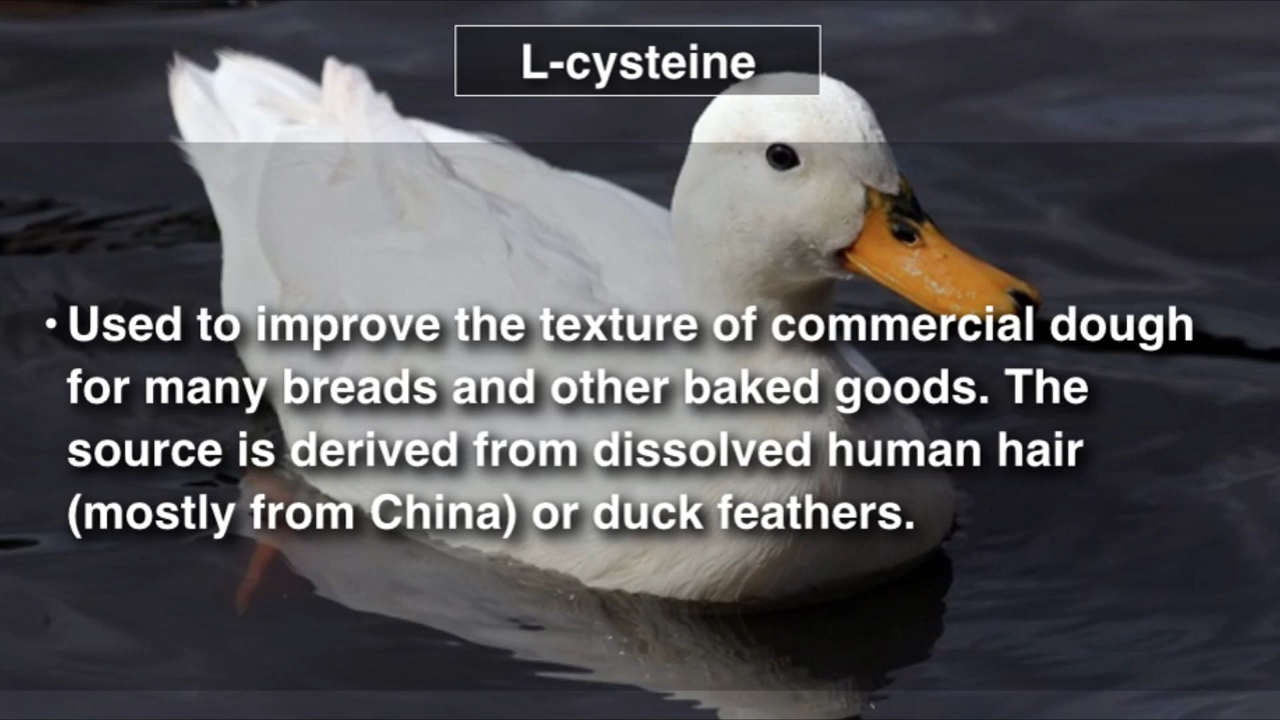 L-cysteine
• Used to improve the texture of commercial dough
for many breads and other baked goods. The
source is derived from dissolved human hair
(mostly from China) or duck feathers.